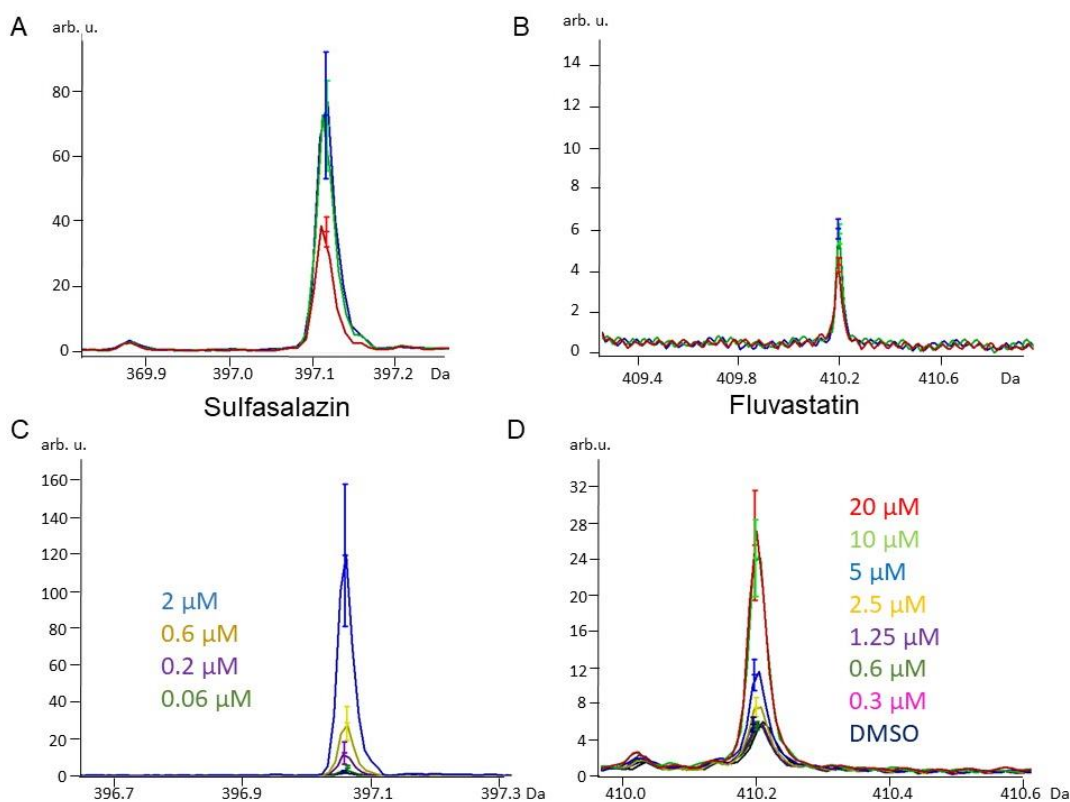 A
arb. u.
80
60
40
20
0
369.9 397.0 397.1 397.2 Da
Sulfasalazin
B
arb. u.
14
12
10
8
6
4
2
0
409.4 409.8 410.2 410.6 Da
Fluvastatin
C
arb. u.
160
140
120
100
80
60
40
20
0
2 µM
0.6 µM
0.2 µM
0.06 µM
396.7 396.9 397.1 397.3 Da
D
arb.u.
32
28
24
20
16
12
8
4
0
20 µM
10 µM
5 µM
2.5 µM
1.25 µM
0.6 µM
0.3 µM
DMSO
410.0 410.2 410.4 410.6 Da